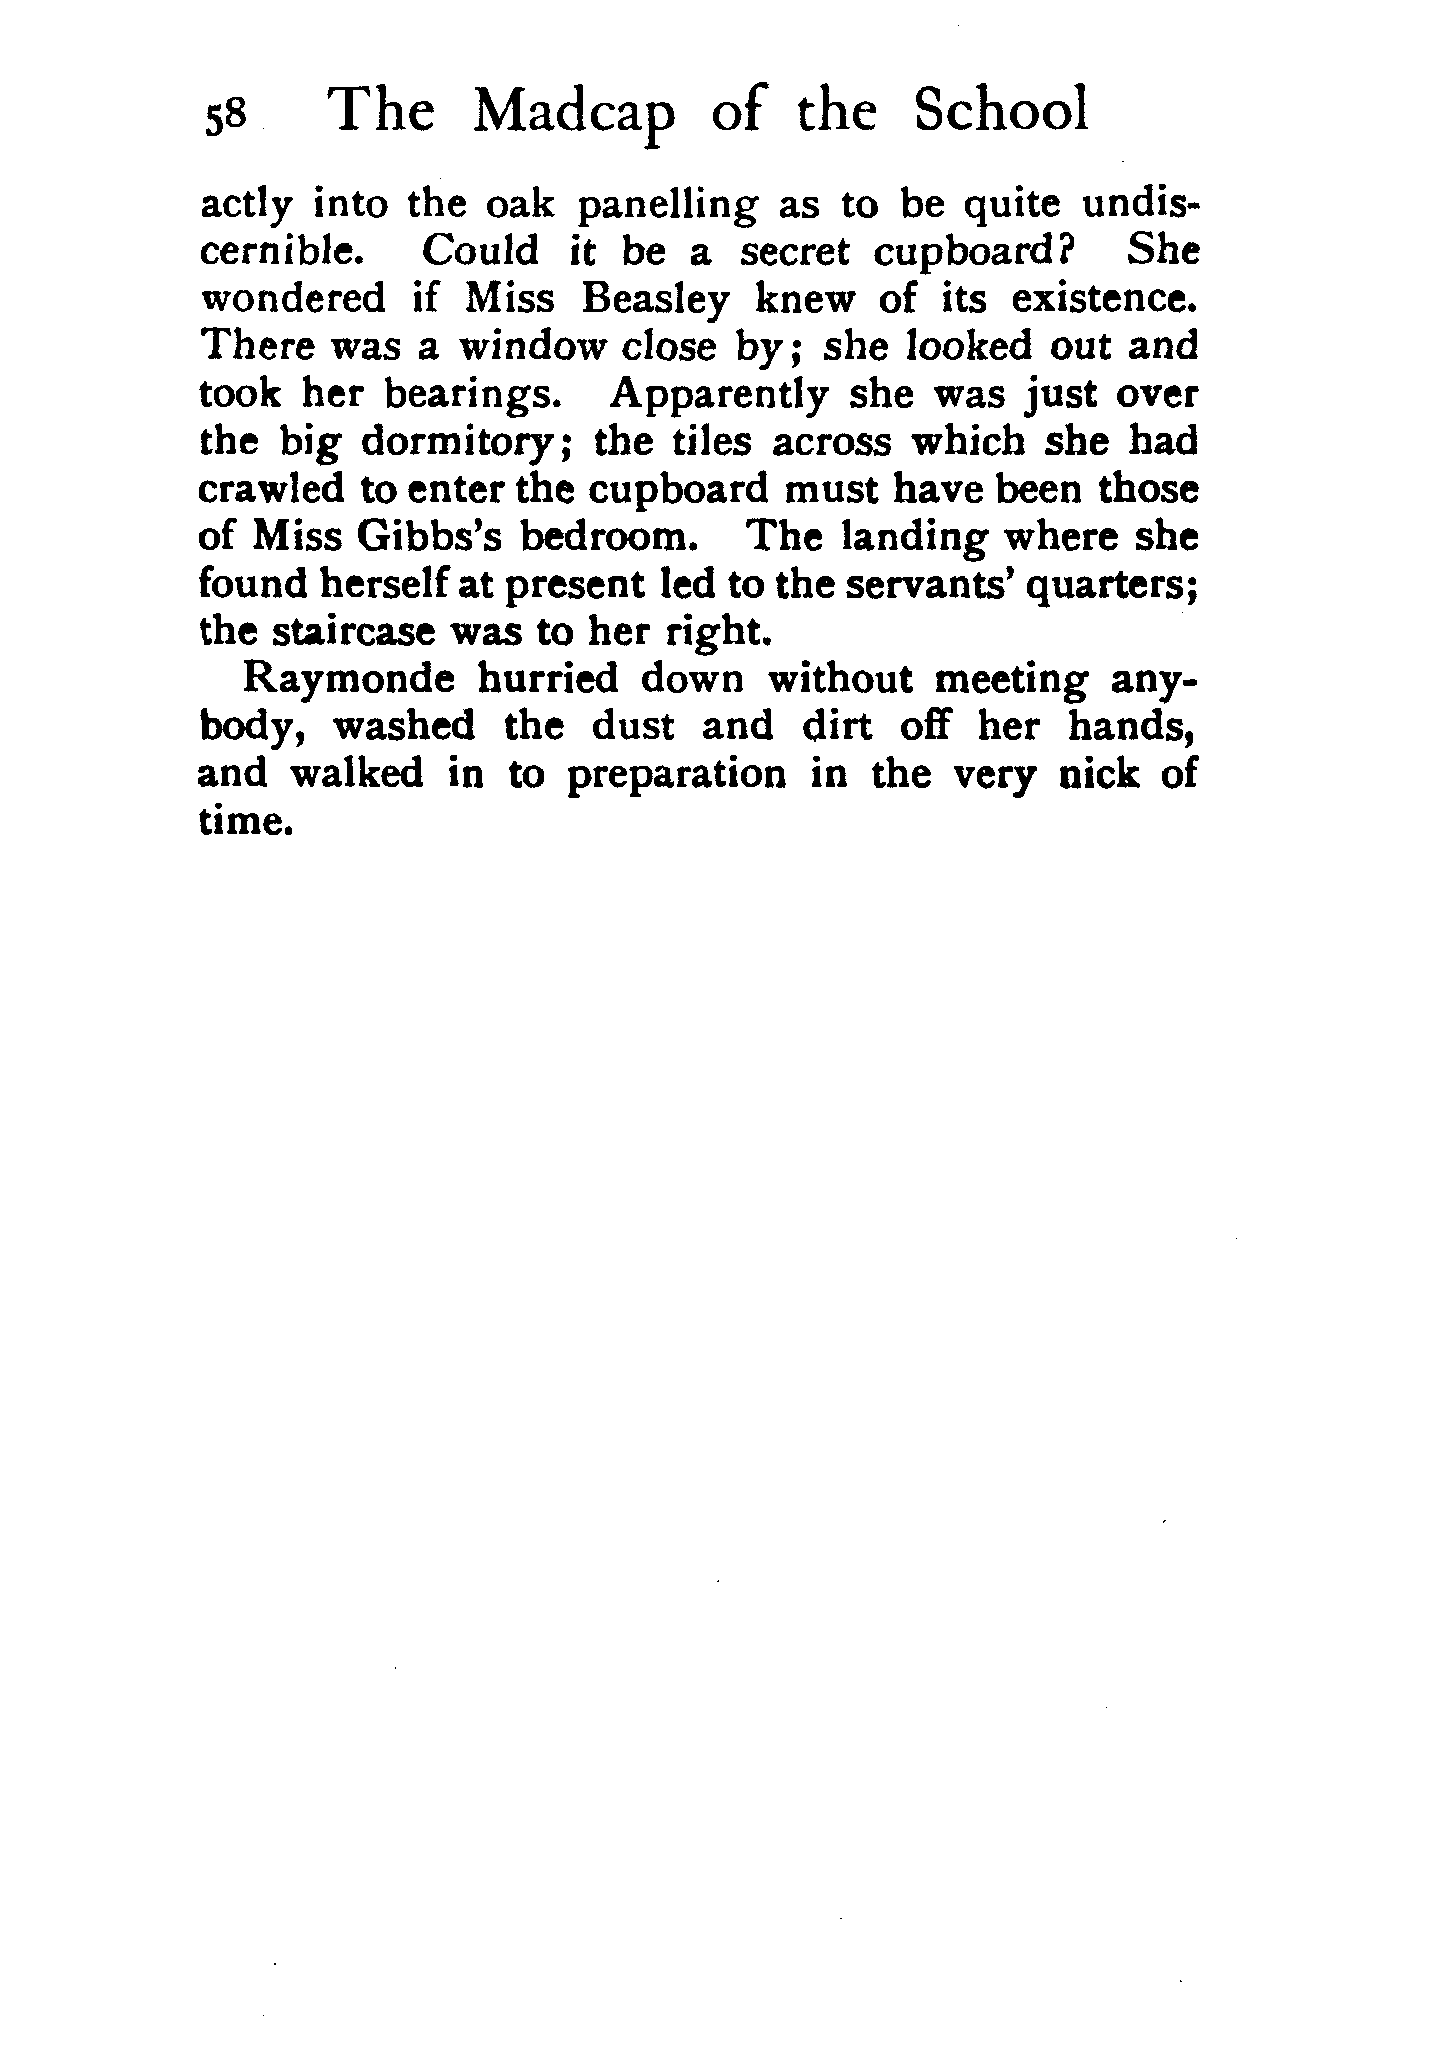 58 The Madcap of the School
actly into the oak panelling as to be quite undis-
cernible. Could it be a secret cupboard? She
wondered if Miss Beasley knew of its existence.
There was a window close by; she looked out and
took her bearings. Apparently she was just over
the big dormitory; the tiles across which she had
crawled to enter the cupboard must have been those
of Miss Gibbs's bedroom. The landing where she
found herself at present led to the servants' quarters;
the staircase was to her right.
Raymonde hurried down without meeting any-
body, washed the dust and dirt off her hands,
and walked in to preparation in the very nick of
time.